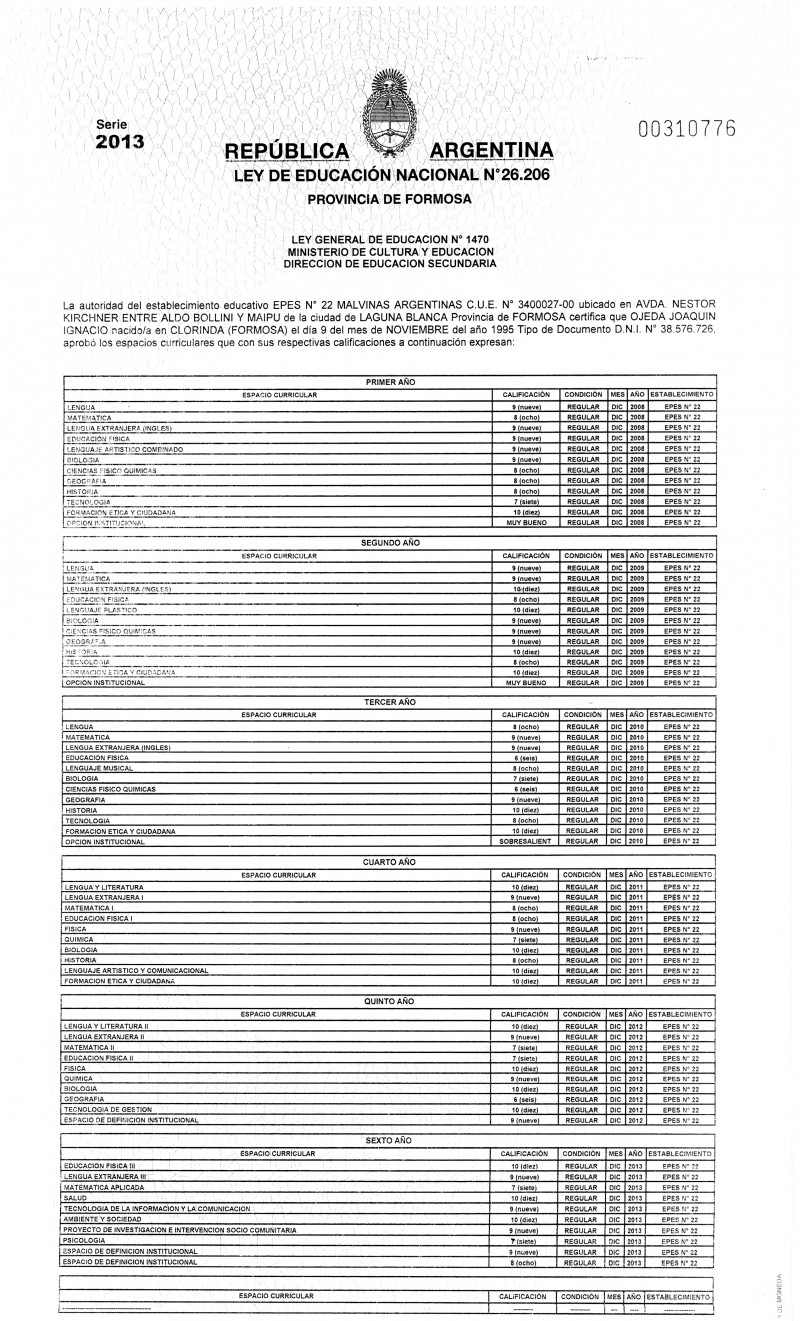 Serie
2013
00310776
REPÚBLICA ARGENTINA
LEY DE EDUCACIÓN NACIONAL N°26.206
PROVINCIA DE FORMOSA
LEY GENERAL DE EDUCACION N° 1470
MINISTERIO DE CULTURA Y EDUCACION
DIRECCION DE EDUCACION SECUNDARIA
La autoridad del establecimiento educativo EPES N° 22 MALVINAS ARGENTINAS C.U.E. N° 3400027-00 ubicado en AVDA. NESTOR
KIRCHNER ENTRE ALDO BOLLINI Y MAIPU de la ciudad de LAGUNA BLANCA Provincia de FORMOSA certifica que OJEDA JOAQUIN
IGNACIO nacido/a en CLORINDA (FORMOSA) el día 9 del mes de NOVIEMBRE del año 1995 Tipo de Documento D.N.I. N° 38.576.726,
aprobó los espacios curriculares que con sus respectivas calificaciones a continuación expresan:
PRIMER AÑO
ESPACIO CURRICULAR CALIFICACIÓN CONDICIÓN MES AÑO ESTABLECIMIENTO
LENGUA 9 (nueve) REGULAR DIC 2008 EPES N° 22
MATEMATICA 8 (ocho) REGULAR DIC 2008 EPES N° 22
LENGUA EXTRANJERA (INGLES) 9 (nueve) REGULAR DIC 2008 EPES N° 22
EDUCACION FISICA 9 (nueve) REGULAR DIC 2008 EPES N° 22
LENGUAJE ARTISTICO COMBINADO 9 (nueve) REGULAR DIC 2008 EPES N° 22
BIOLOGIA 9 (nueve) REGULAR DIC 2008 EPES N° 22
CIENCIAS FISICO QUIMICAS 8 (ocho) REGULAR DIC 2008 EPES N° 22
GEOGRAFIA 8 (ocho) REGULAR DIC 2008 EPES N° 22
HISTORIA 8 (ocho) REGULAR DIC 2008 EPES N° 22
TECNOLOGIA 7 (siete) REGULAR DIC 2008 EPES N° 22
FORMACION ETICA Y CIUDADANA 10 (diez) REGULAR DIC 2008 EPES N° 22
OPCION INSTITUCIONAL MUY BUENO REGULAR DIC 2008 EPES N° 22
SEGUNDO AÑO
ESPACIO CURRICULAR CALIFICACIÓN CONDICIÓN MES AÑO ESTABLECIMIENTO
LENGUA 9 (nueve) REGULAR DIC 2009 EPES N° 22
MATEMATICA 9 (nueve) REGULAR DIC 2009 EPES N° 22
LENGUA EXTRANJERA (INGLES) 10 (diez) REGULAR DIC 2009 EPES N° 22
EDUCACION FISICA 8 (ocho) REGULAR DIC 2009 EPES N° 22
LENGUAJE PLASTICO 10 (diez) REGULAR DIC 2009 EPES N° 22
BIOLOGIA 9 (nueve) REGULAR DIC 2009 EPES N° 22
CIENCIAS FISICO QUIMICAS 9 (nueve) REGULAR DIC 2009 EPES N° 22
GEOGRAFIA 9 (nueve) REGULAR DIC 2009 EPES N° 22
HISTORIA 10 (diez) REGULAR DIC 2009 EPES N° 22
TECNOLOGIA 8 (ocho) REGULAR DIC 2009 EPES N° 22
FORMACION ETICA Y CIUDADANA 10 (diez) REGULAR DIC 2009 EPES N° 22
OPCION INSTITUCIONAL MUY BUENO REGULAR DIC 2009 EPES N° 22
TERCER AÑO
ESPACIO CURRICULAR CALIFICACIÓN CONDICIÓN MES AÑO ESTABLECIMIENTO
LENGUA 8 (ocho) REGULAR DIC 2010 EPES N° 22
MATEMATICA 9 (nueve) REGULAR DIC 2010 EPES N° 22
LENGUA EXTRANJERA (INGLES) 9 (nueve) REGULAR DIC 2010 EPES N° 22
EDUCACION FISICA 6 (seis) REGULAR DIC 2010 EPES N° 22
LENGUAJE MUSICAL 8 (ocho) REGULAR DIC 2010 EPES N° 22
BIOLOGIA 7 (siete) REGULAR DIC 2010 EPES N° 22
CIENCIAS FISICO QUIMICAS 6 (seis) REGULAR DIC 2010 EPES N° 22
GEOGRAFIA 9 (nueve) REGULAR DIC 2010 EPES N° 22
HISTORIA 10 (diez) REGULAR DIC 2010 EPES N° 22
TECNOLOGIA 8 (ocho) REGULAR DIC 2010 EPES N° 22
FORMACION ETICA Y CIUDADANA 10 (diez) REGULAR DIC 2010 EPES N° 22
OPCION INSTITUCIONAL SOBRESALIENT REGULAR DIC 2010 EPES N° 22
CUARTO AÑO
ESPACIO CURRICULAR CALIFICACIÓN CONDICIÓN MES AÑO ESTABLECIMIENTO
LENGUA Y LITERATURA 10 (diez) REGULAR DIC 2011 EPES N° 22
LENGUA EXTRANJERA I 9 (nueve) REGULAR DIC 2011 EPES N° 22
MATEMATICA I 8 (ocho) REGULAR DIC 2011 EPES N° 22
EDUCACION FISICA I 8 (ocho) REGULAR DIC 2011 EPES N° 22
FISICA 9 (nueve) REGULAR DIC 2011 EPES N° 22
QUIMICA 7 (siete) REGULAR DIC 2011 EPES N° 22
BIOLOGIA 10 (diez) REGULAR DIC 2011 EPES N° 22
HISTORIA 8 (ocho) REGULAR DIC 2011 EPES N° 22
LENGUAJE ARTISTICO Y COMUNICACIONAL 10 (diez) REGULAR DIC 2011 EPES N° 22
FORMACION ETICA Y CIUDADANA 10 (diez) REGULAR DIC 2011 EPES N° 22
QUINTO AÑO
ESPACIO CURRICULAR CALIFICACIÓN CONDICIÓN MES AÑO ESTABLECIMIENTO
LENGUA Y LITERATURA II 10 (diez) REGULAR DIC 2012 EPES N° 22
LENGUA EXTRANJERA II 9 (nueve) REGULAR DIC 2012 EPES N° 22
MATEMATICA II 7 (siete) REGULAR DIC 2012 EPES N° 22
EDUCACION FISICA II 7 (siete) REGULAR DIC 2012 EPES N° 22
FISICA 10 (diez) REGULAR DIC 2012 EPES N° 22
QUIMICA 9 (nueve) REGULAR DIC 2012 EPES N° 22
BIOLOGIA 10 (diez) REGULAR DIC 2012 EPES N° 22
GEOGRAFIA 6 (seis) REGULAR DIC 2012 EPES N° 22
TECNOLOGIA DE GESTION 10 (diez) REGULAR DIC 2012 EPES N° 22
ESPACIO DE DEFINICION INSTITUCIONAL 9 (nueve) REGULAR DIC 2012 EPES N° 22
SEXTO AÑO
ESPACIO CURRICULAR CALIFICACIÓN CONDICIÓN MES AÑO ESTABLECIMIENTO
EDUCACION FISICA III 10 (diez) REGULAR DIC 2013 EPES N° 22
LENGUA EXTRANJERA III 9 (nueve) REGULAR DIC 2013 EPES N° 22
MATEMATICA APLICADA 7 (siete) REGULAR DIC 2013 EPES N° 22
SALUD 10 (diez) REGULAR DIC 2013 EPES N° 22
TECNOLOGIA DE LA INFORMACION Y LA COMUNICACION 9 (nueve) REGULAR DIC 2013 EPES N° 22
AMBIENTE Y SOCIEDAD 10 (diez) REGULAR DIC 2013 EPES N° 22
PROYECTO DE INVESTIGACION E INTERVENCION SOCIO COMUNITARIA 9 (nueve) REGULAR DIC 2013 EPES N° 22
PSICOLOGIA 7 (siete) REGULAR DIC 2013 EPES N° 22
ESPACIO DE DEFINICION INSTITUCIONAL 9 (nueve) REGULAR DIC 2013 EPES N° 22
ESPACIO DE DEFINICION INSTITUCIONAL 8 (ocho) REGULAR DIC 2013 EPES N° 22
ESPACIO CURRICULAR CALIFICACIÓN CONDICIÓN MES AÑO ESTABLECIMIENTO
DE MONEDA